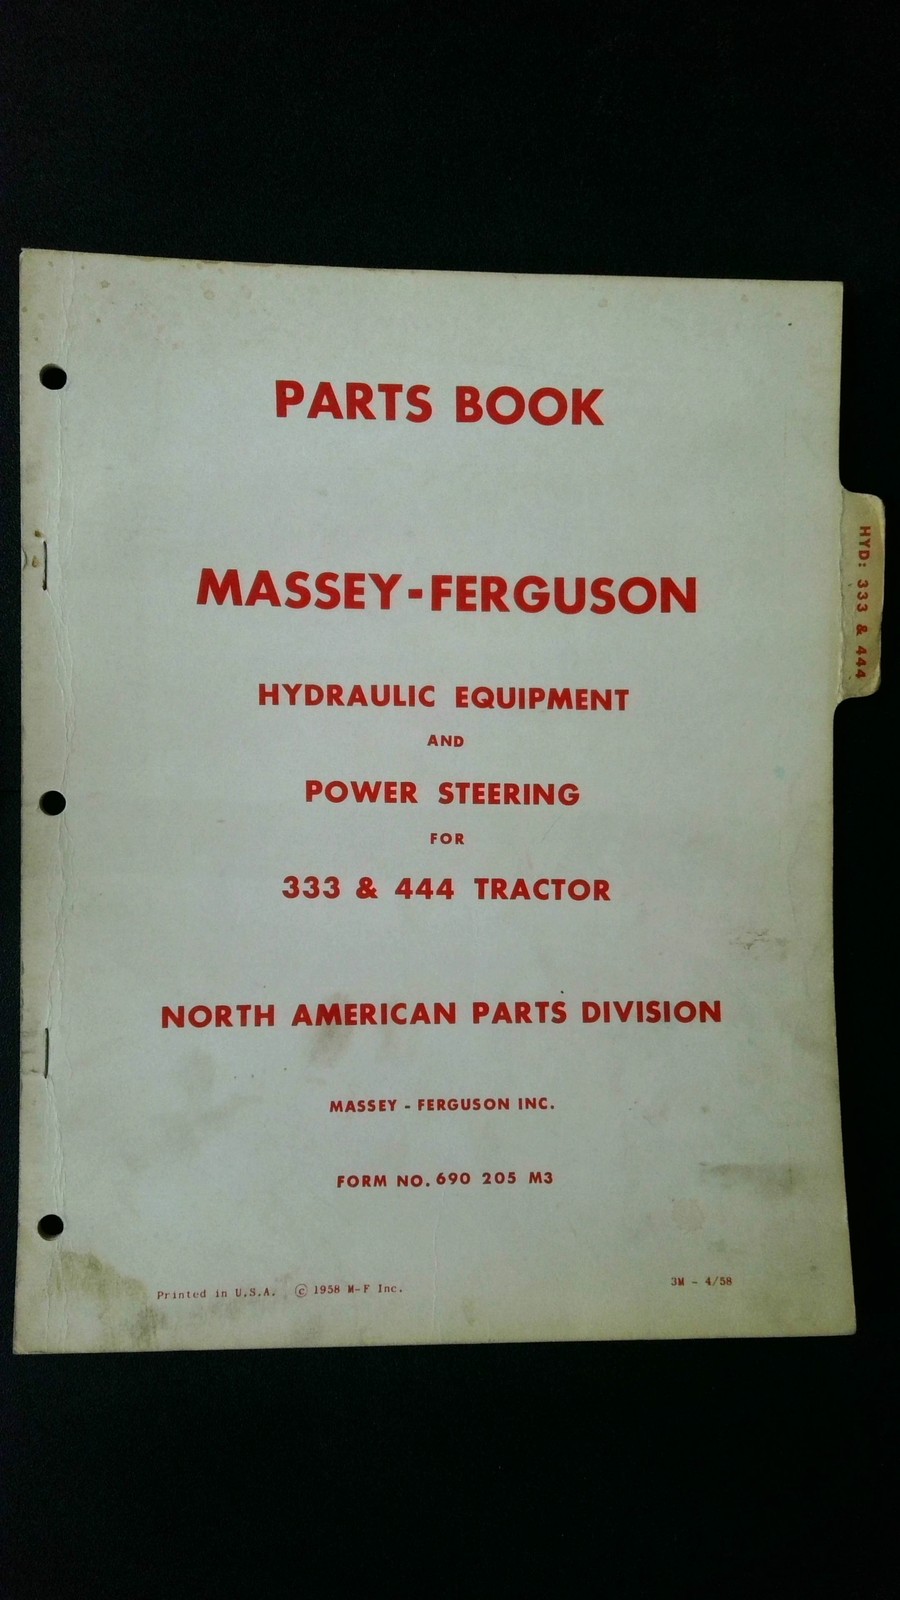 PARTS BOOK
MASSEY-FERGUSON
HYDRAULIC EQUIPMENT
AND
POWER STEERING
FOR
333 & 444 TRACTOR
NORTH AMERICAN PARTS DIVISION
MASSEY - FERGUSON INC.
FORM NO. 690 205 M3
Printed in U.S.A. © 1958 M-F Inc.
3M - 4/58
HYD: 333 & 444